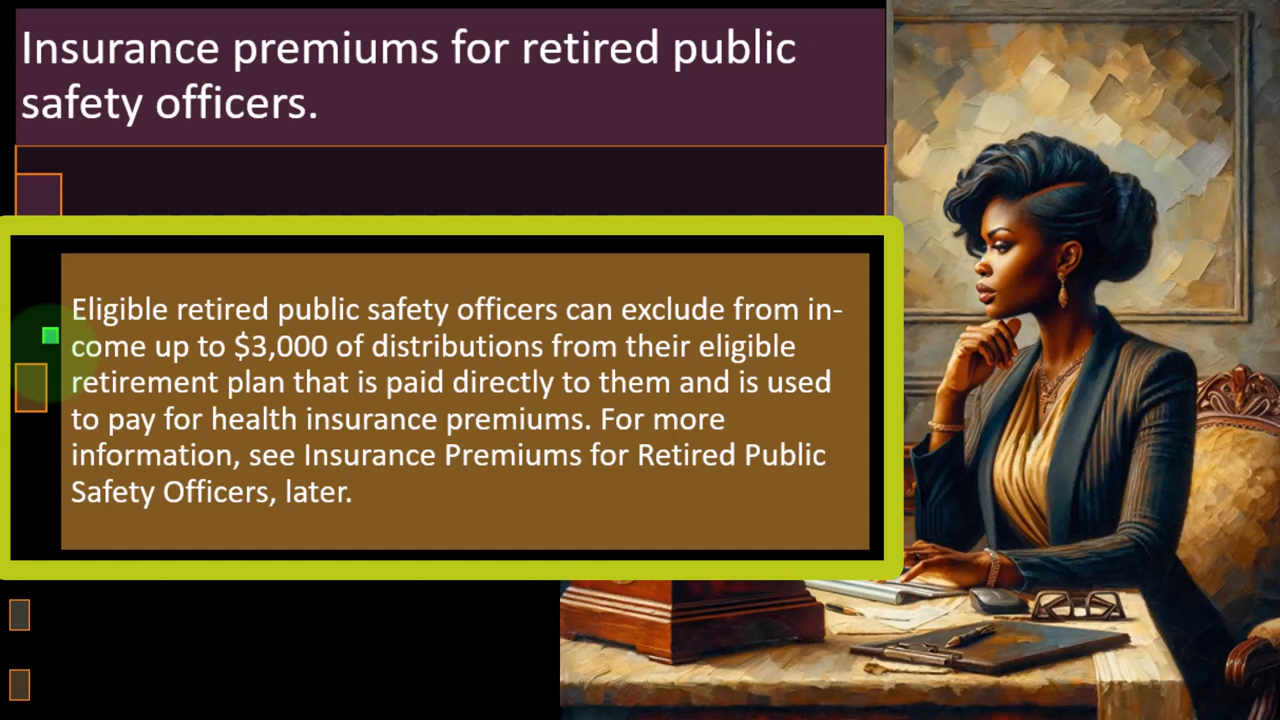 Insurance premiums for retired public
safety officers.
Eligible retired public safety officers can exclude from in-
come up to $3,000 of distributions from their eligible
retirement plan that is paid directly to them and is used
to pay for health insurance premiums. For more
information, see Insurance Premiums for Retired Public
Safety Officers, later.